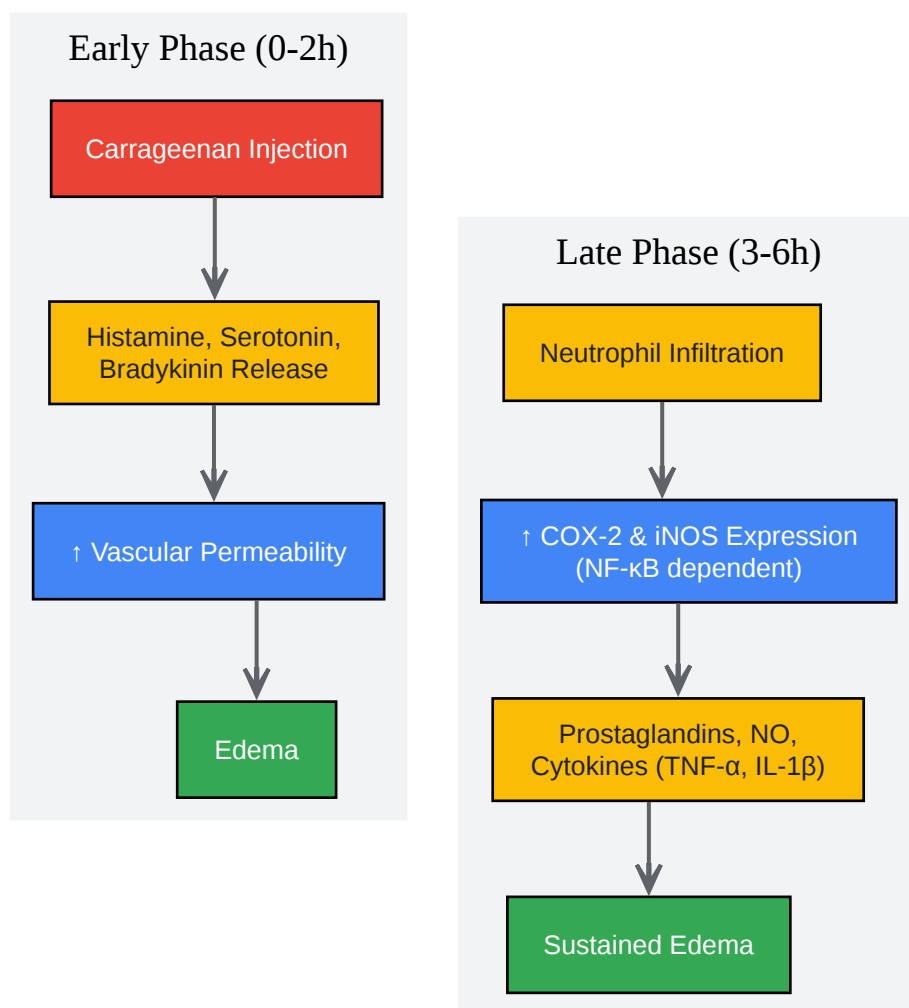 Early Phase (0-2h)
Carrageenan Injection
Histamine, Serotonin,
Bradykinin Release
↑ Vascular Permeability
Edema
Late Phase (3-6h)
Neutrophil Infiltration
↑ COX-2 & iNOS Expression
(NF-κB dependent)
Prostaglandins, NO,
Cytokines (TNF-α, IL-1β)
Sustained Edema